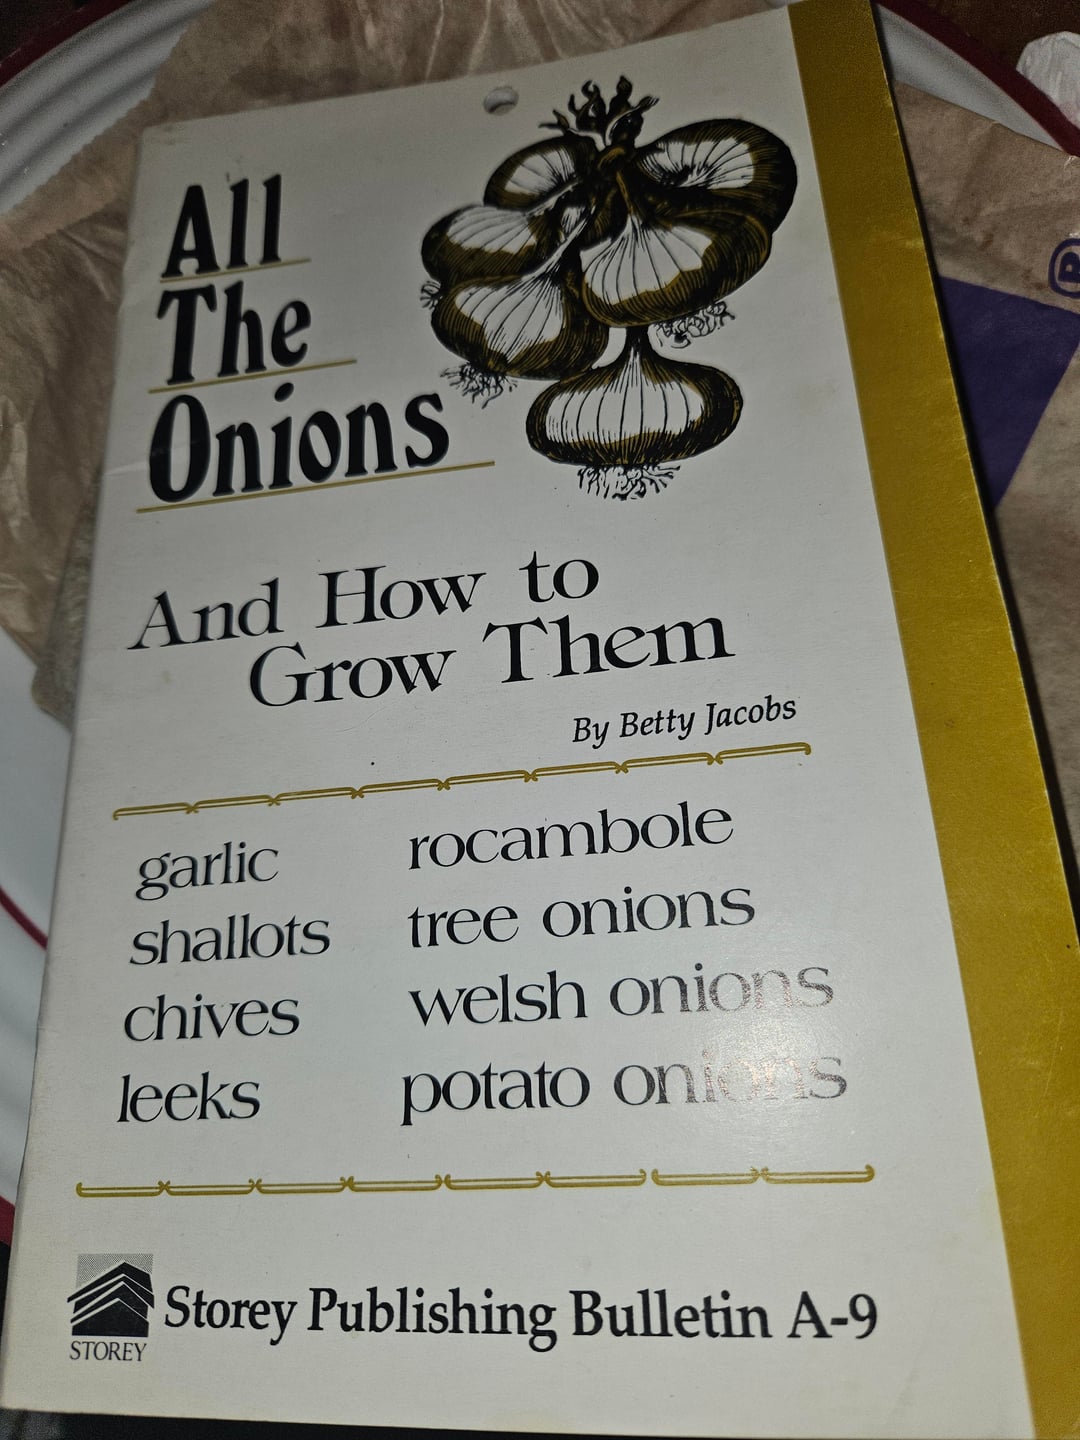 All
The
Onions
And How to
Grow Them
By Betty Jacobs
garlic
shallots
chives
leeks
rocambole
tree onions
welsh onions
potato onions
STOREY
Storey Publishing Bulletin A-9
R